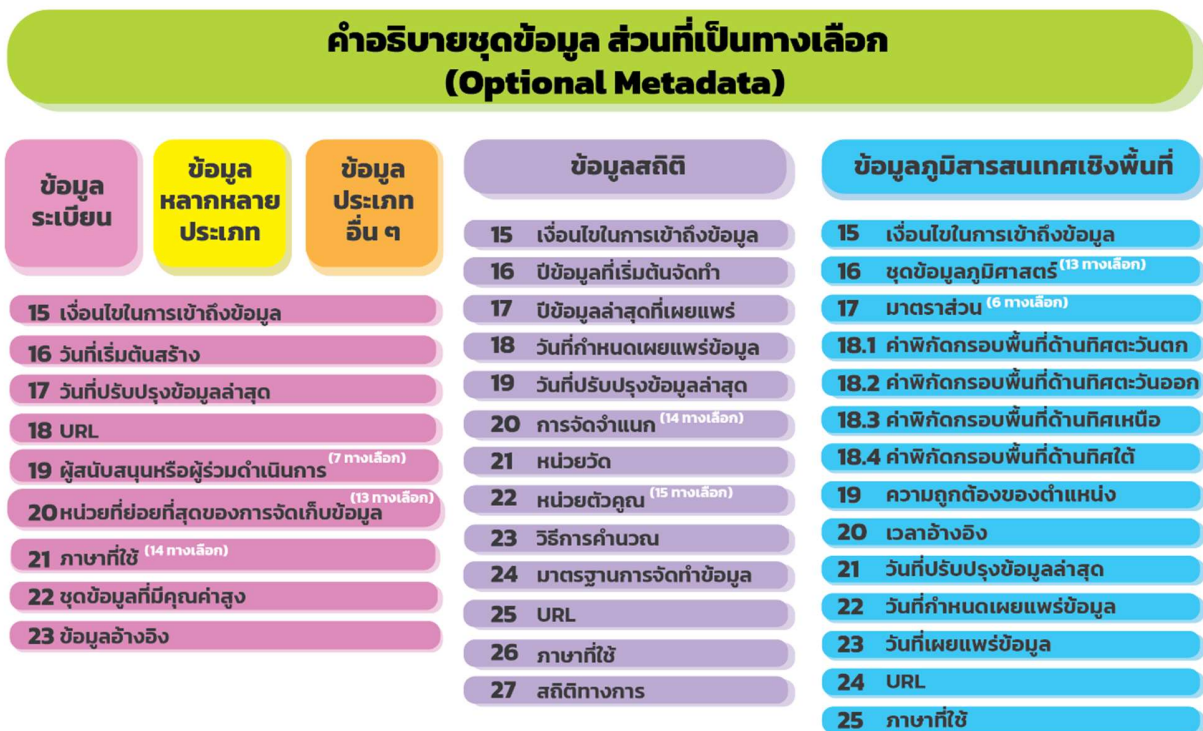 คำอธิบายชุดข้อมูล ส่วนที่เป็นทางเลือก
(Optional Metadata)
ข้อมูล
ระเบียน
ข้อมูล
หลากหลาย
ประเภท
ข้อมูล
ประเภท
อื่น ๆ
15 เงื่อนไขในการเข้าถึงข้อมูล
16 วันที่เริ่มต้นสร้าง
17 วันที่ปรับปรุงข้อมูลล่าสุด
18 URL
19 ผู้สนับสนุนหรือผู้ร่วมดำเนินการ (7 ทางเลือก)
20 หน่วยที่ย่อยที่สุดของการจัดเก็บข้อมูล (13 ทางเลือก)
21 ภาษาที่ใช้ (14 ทางเลือก)
22 ชุดข้อมูลที่มีคุณค่าสูง
23 ข้อมูลอ้างอิง
ข้อมูลสถิติ
15 เงื่อนไขในการเข้าถึงข้อมูล
16 ปีข้อมูลที่เริ่มต้นจัดทำ
17 ปีข้อมูลล่าสุดที่เผยแพร่
18 วันที่กำหนดเผยแพร่ข้อมูล
19 วันที่ปรับปรุงข้อมูลล่าสุด
20 การจัดจำแนก (14 ทางเลือก)
21 หน่วยวัด
22 หน่วยตัวคูณ (15 ทางเลือก)
23 วิธีการคำนวณ
24 มาตรฐานการจัดทำข้อมูล
25 URL
26 ภาษาที่ใช้
27 สถิติทางการ
ข้อมูลภูมิสารสนเทศเชิงพื้นที่
15 เงื่อนไขในการเข้าถึงข้อมูล
16 ชุดข้อมูลภูมิศาสตร์ (13 ทางเลือก)
17 มาตราส่วน (6 ทางเลือก)
18.1 ค่าพิกัดกรอบพื้นที่ด้านทิศตะวันตก
18.2 ค่าพิกัดกรอบพื้นที่ด้านทิศตะวันออก
18.3 ค่าพิกัดกรอบพื้นที่ด้านทิศเหนือ
18.4 ค่าพิกัดกรอบพื้นที่ด้านทิศใต้
19 ความถูกต้องของตำแหน่ง
20 เวลาอ้างอิง
21 วันที่ปรับปรุงข้อมูลล่าสุด
22 วันที่กำหนดเผยแพร่ข้อมูล
23 วันที่เผยแพร่ข้อมูล
24 URL
25 ภาษาที่ใช้